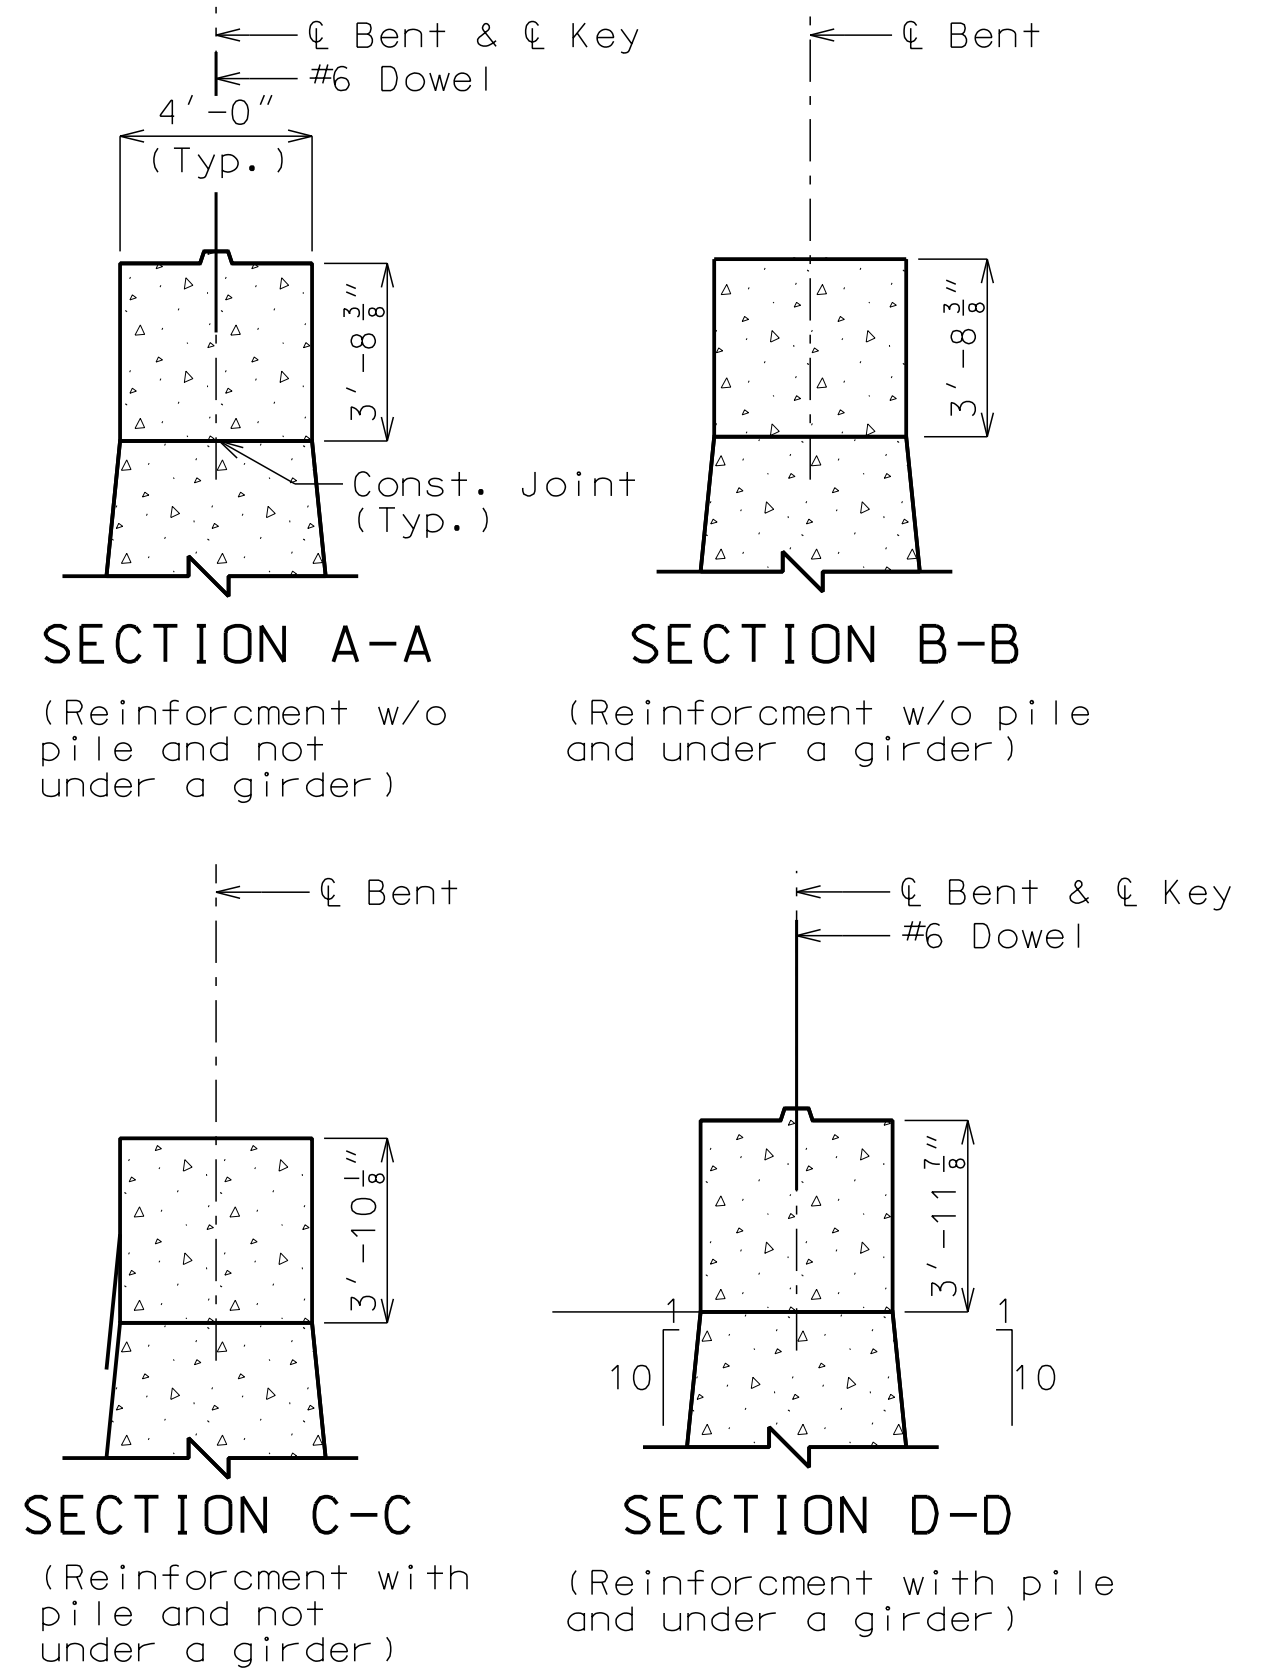 ℄ Bent & ℄ Key
#6 Dowel
4'-0"
(Typ.)
3'-8 3/8"
Const. Joint
(Typ.)
SECTION A-A
(Reinforcment w/o
pile and not
under a girder)
℄ Bent
3'-8 3/8"
SECTION B-B
(Reinforcment w/o pile
and under a girder)
℄ Bent
3'-10 1/8"
SECTION C-C
(Reinforcment with
pile and not
under a girder)
℄ Bent & ℄ Key
#6 Dowel
3'-11 7/8"
1
10
1
10
SECTION D-D
(Reinforcment with pile
and under a girder)